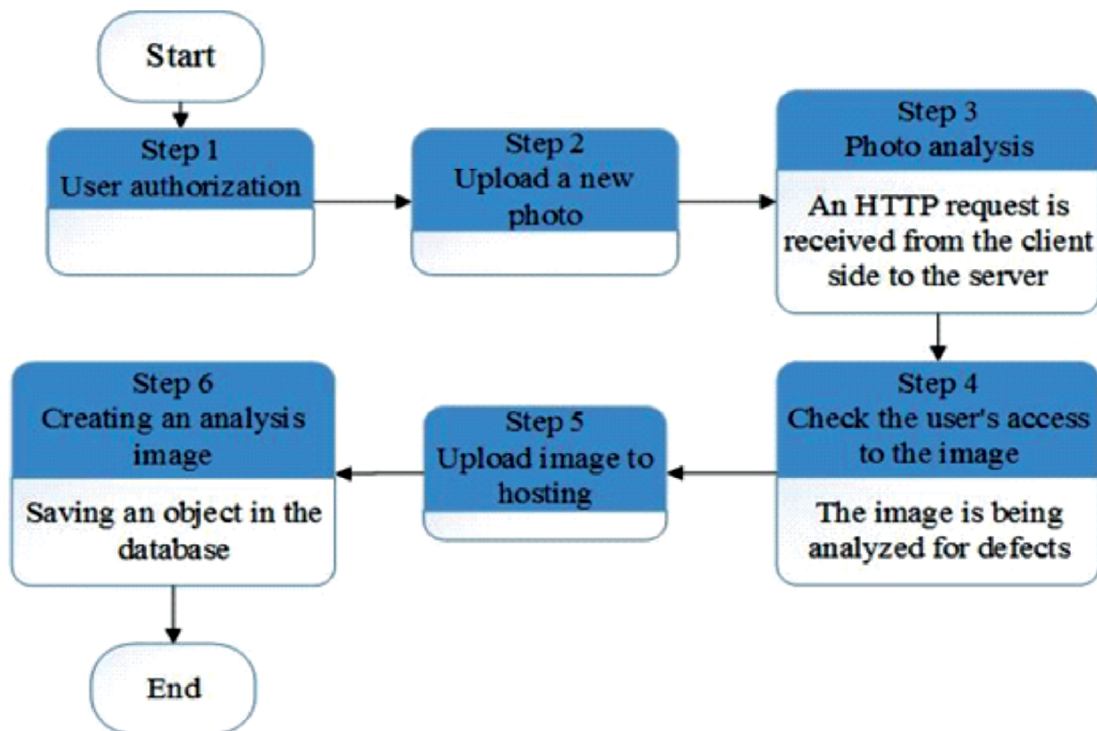 Start
Step 1
User authorization
Step 2
Upload a new
photo
Step 3
Photo analysis
An HTTP request is
received from the client
side to the server
Step 4
Check the user's access
to the image
The image is being
analyzed for defects
Step 5
Upload image to
hosting
Step 6
Creating an analysis
image
Saving an object in the
database
End